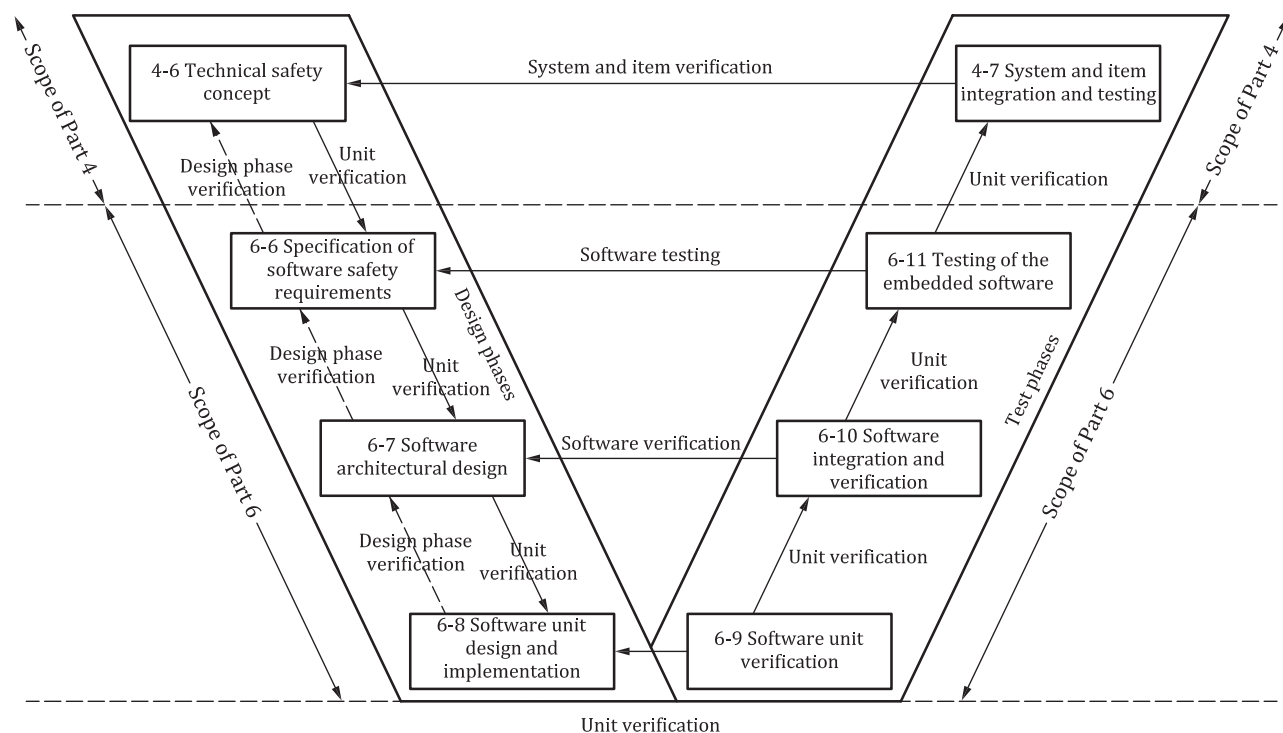 Scope of Part 4
4-6 Technical safety
concept
System and item verification
4-7 System and item
integration and testing
Scope of Part 4
Design phase
verification
Unit
verification
Unit verification
6-6 Specification of
software safety
requirements
Software testing
6-11 Testing of the
embedded software
Design phases
Test phases
Design phase
verification
Unit
verification
Unit
verification
Scope of Part 6
Scope of Part 6
6-7 Software
architectural design
Software verification
6-10 Software
integration and
verification
Design phase
verification
Unit
verification
Unit verification
6-8 Software unit
design and
implementation
6-9 Software unit
verification
Unit verification